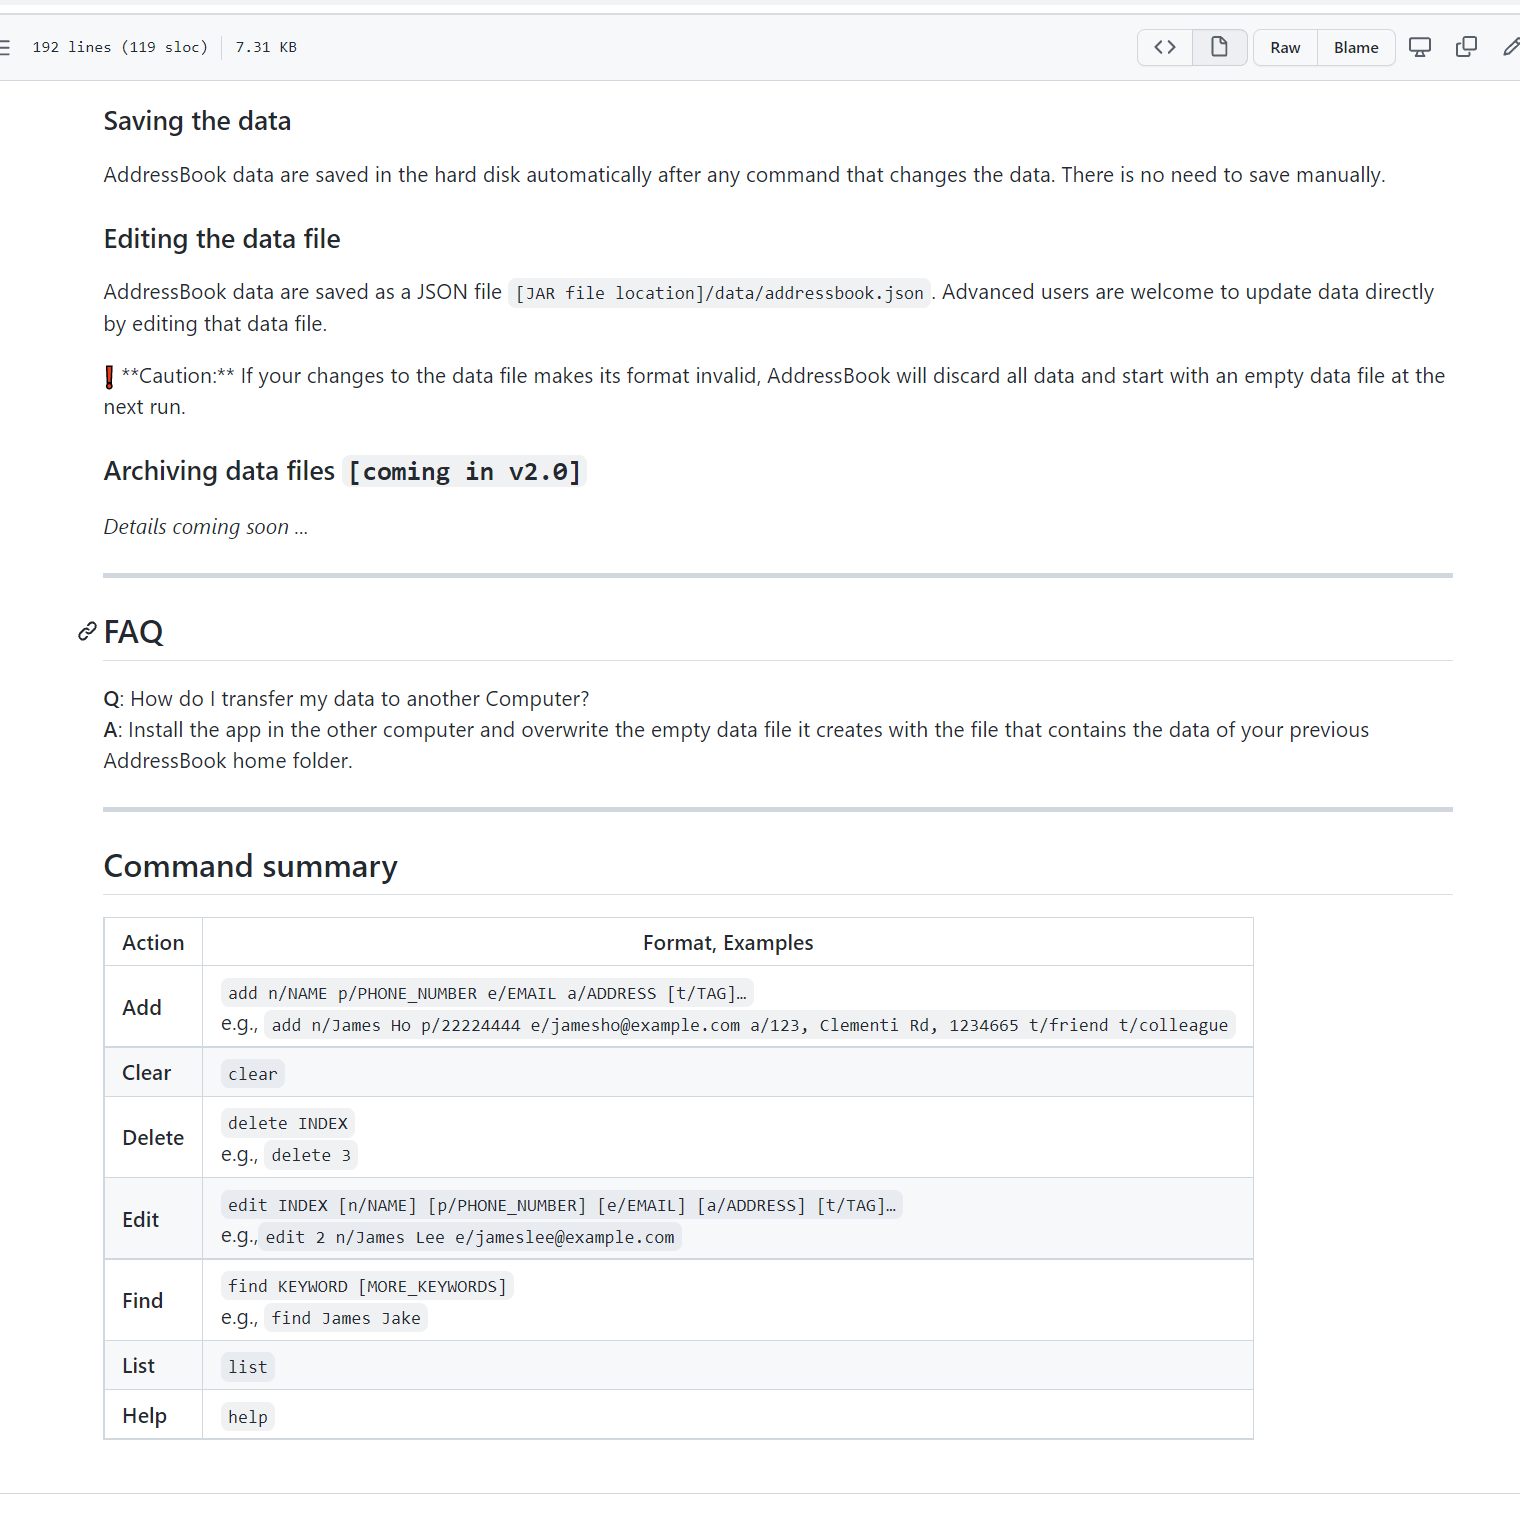 192 lines (119 sloc) 7.31 KB
Raw Blame
Saving the data
AddressBook data are saved in the hard disk automatically after any command that changes the data. There is no need to save manually.
Editing the data file
AddressBook data are saved as a JSON file [JAR file location]/data/addressbook.json. Advanced users are welcome to update data directly
by editing that data file.
❗ **Caution:** If your changes to the data file makes its format invalid, AddressBook will discard all data and start with an empty data file at the
next run.
Archiving data files [coming in v2.0]
Details coming soon ...
FAQ
Q: How do I transfer my data to another Computer?
A: Install the app in the other computer and overwrite the empty data file it creates with the file that contains the data of your previous
AddressBook home folder.
Command summary
Action Format, Examples
Add
add n/NAME p/PHONE_NUMBER e/EMAIL a/ADDRESS [t/TAG]…
e.g., add n/James Ho p/22224444 e/jamesho@example.com a/123, Clementi Rd, 1234665 t/friend t/colleague
Clear clear
Delete
delete INDEX
e.g., delete 3
Edit
edit INDEX [n/NAME] [p/PHONE_NUMBER] [e/EMAIL] [a/ADDRESS] [t/TAG]…
e.g., edit 2 n/James Lee e/jameslee@example.com
Find
find KEYWORD [MORE_KEYWORDS]
e.g., find James Jake
List list
Help help